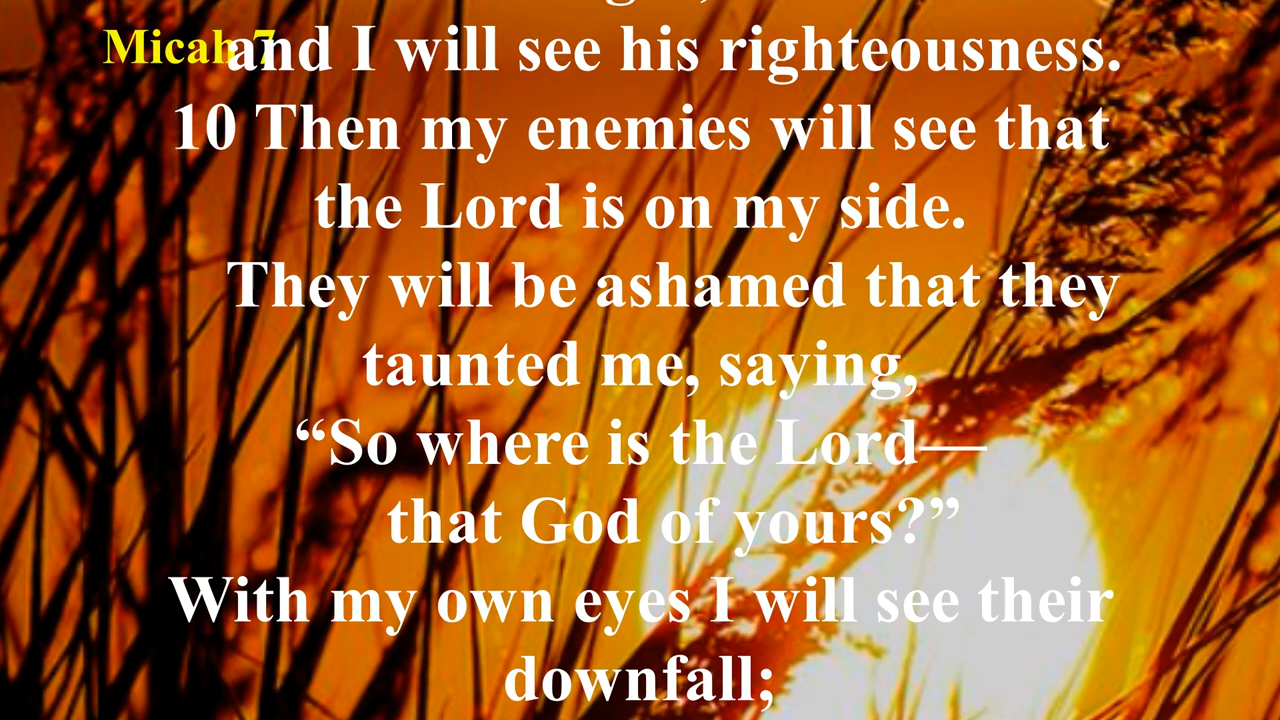 Micah 7
and I will see his righteousness.
10 Then my enemies will see that
the Lord is on my side.
They will be ashamed that they
taunted me, saying,
“So where is the Lord—
that God of yours?”
With my own eyes I will see their
downfall;